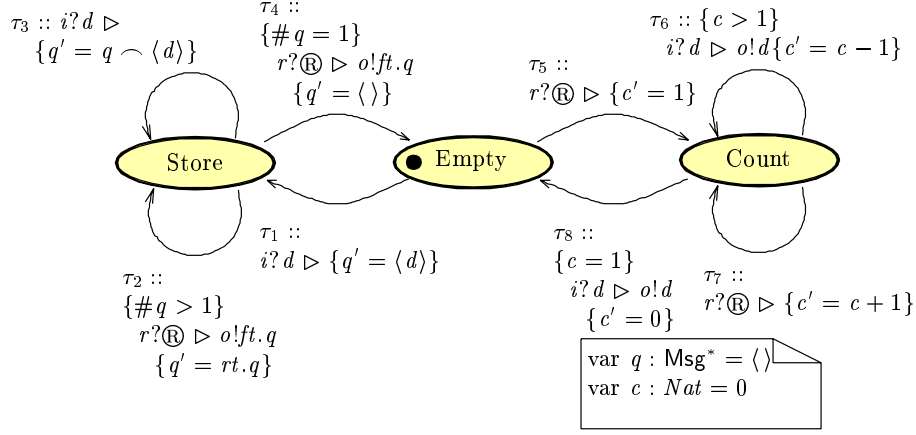 τ3 :: i?d ▷
{q′ = q ⌢ ⟨d⟩}
τ4 ::
{#q = 1}
r?Ⓡ ▷ o!ft.q
{q′ = ⟨ ⟩}
τ5 ::
r?Ⓡ ▷ {c′ = 1}
τ6 :: {c > 1}
i?d ▷ o!d{c′ = c − 1}
Store
Empty
Count
τ2 ::
{#q > 1}
r?Ⓡ ▷ o!ft.q
{q′ = rt.q}
τ1 ::
i?d ▷ {q′ = ⟨d⟩}
τ8 ::
{c = 1}
i?d ▷ o!d
{c′ = 0}
τ7 ::
r?Ⓡ ▷ {c′ = c + 1}
var q : Msg* = ⟨ ⟩
var c : Nat = 0